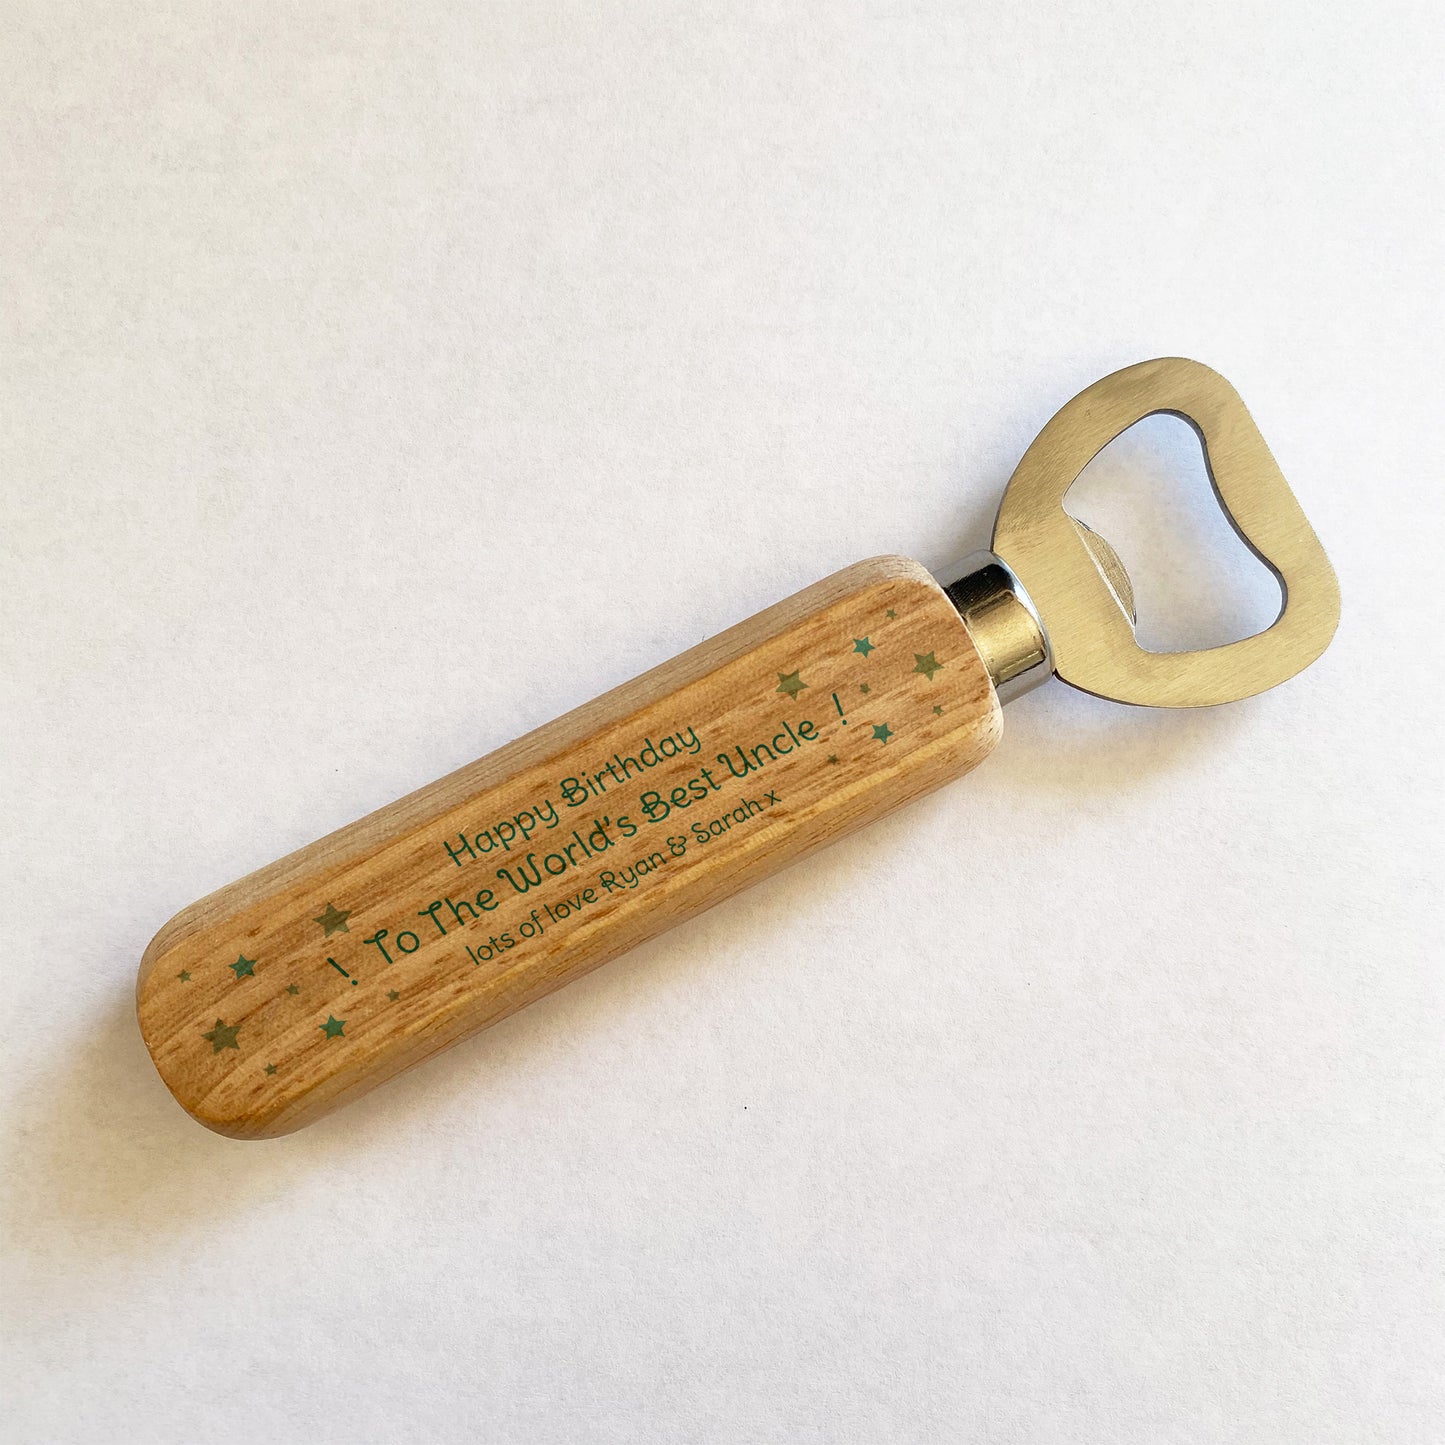 Happy Birthday
! To The World's Best Uncle !
lots of love Ryan & Sarah x